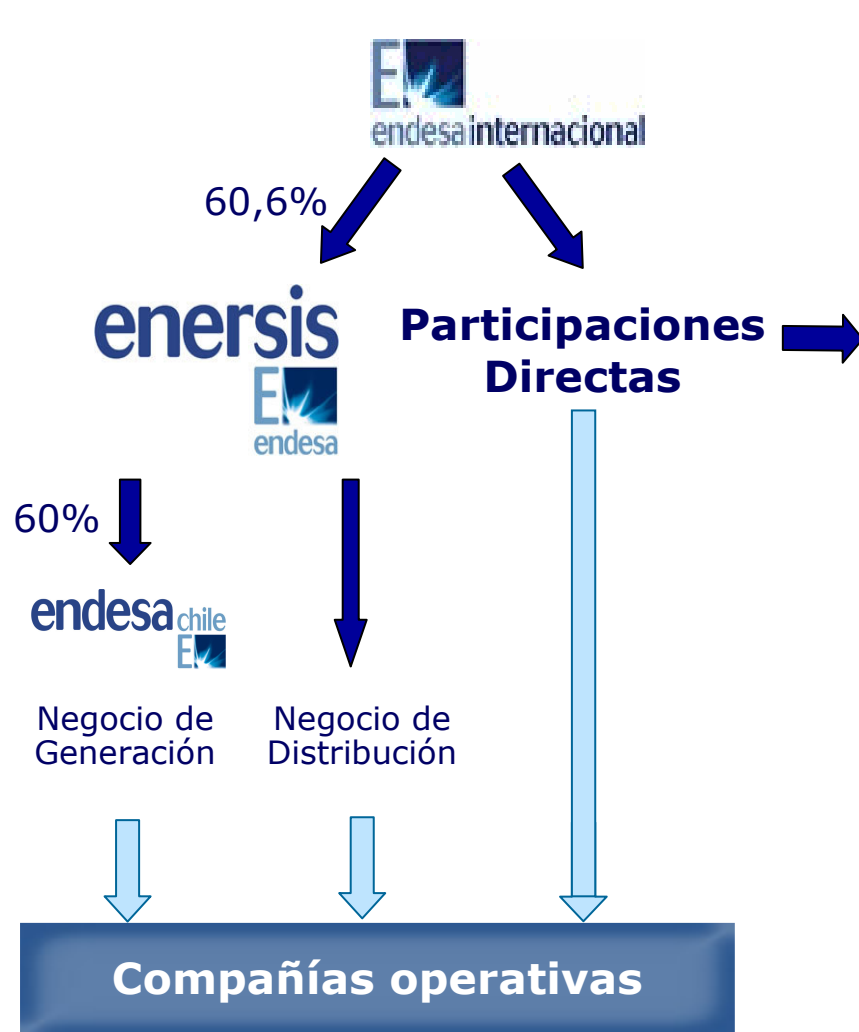 E
endesa internacional
60,6%
enersis
E
endesa
Participaciones
Directas
60%
endesa chile
E
Negocio de
Generación
Negocio de
Distribución
Compañías operativas